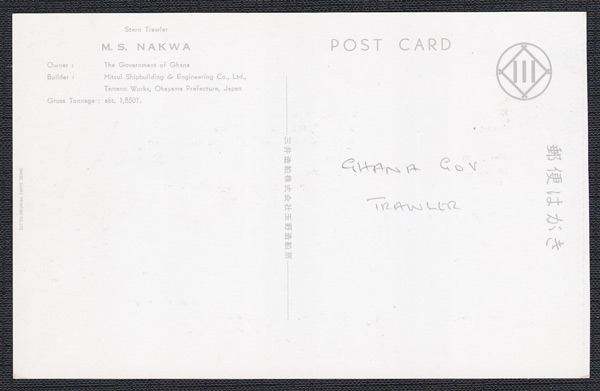 Stern Trawler
M. S. NAKWA
Owner : The Government of Ghana
Builder : Mitsui Shipbuilding & Engineering Co., Ltd.,
Tamano Works, Okayama Prefecture, Japan
Gross Tonnage : abt. 1,850T.
三井造船株式会社玉野造船所
POST CARD
GHANA GOV
TRAWLER
郵便はがき